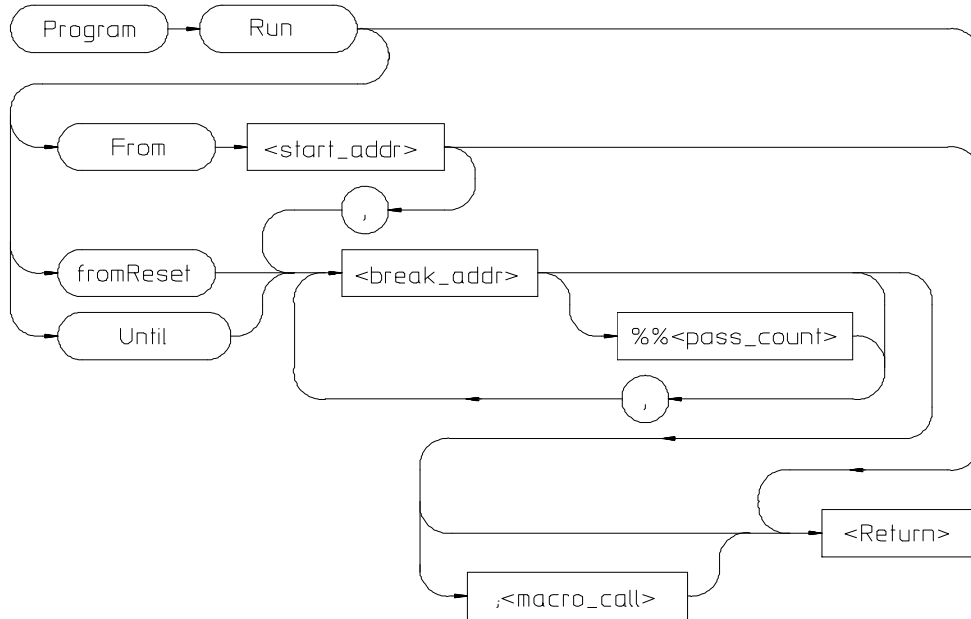 Program Run
From <start_addr>
,
fromReset <break_addr>
Until %%<pass_count>
,
<Return>
;<macro_call>